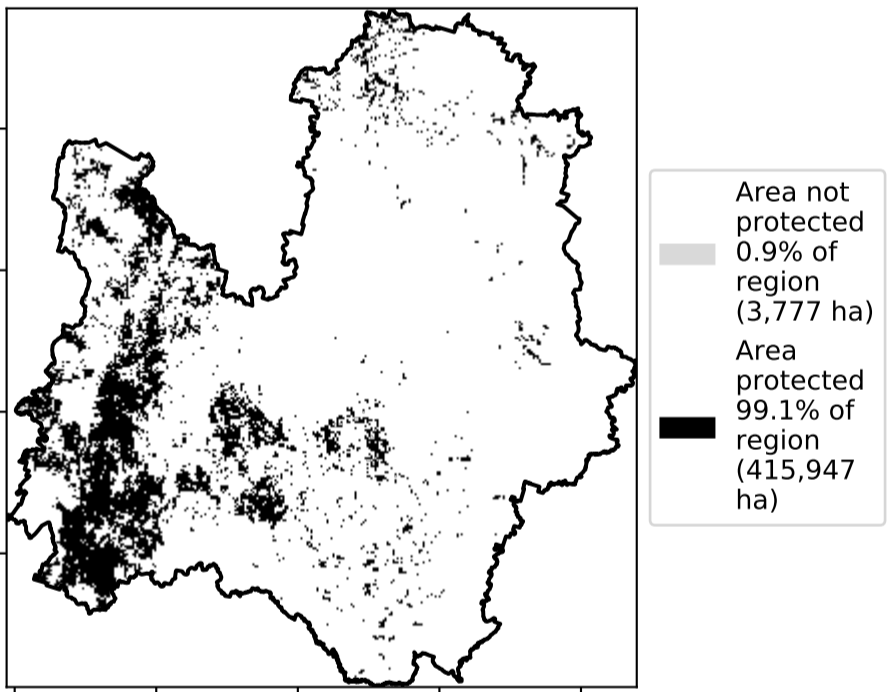 Area not
protected
0.9% of
region
(3,777 ha)
Area
protected
99.1% of
region
(415,947
ha)